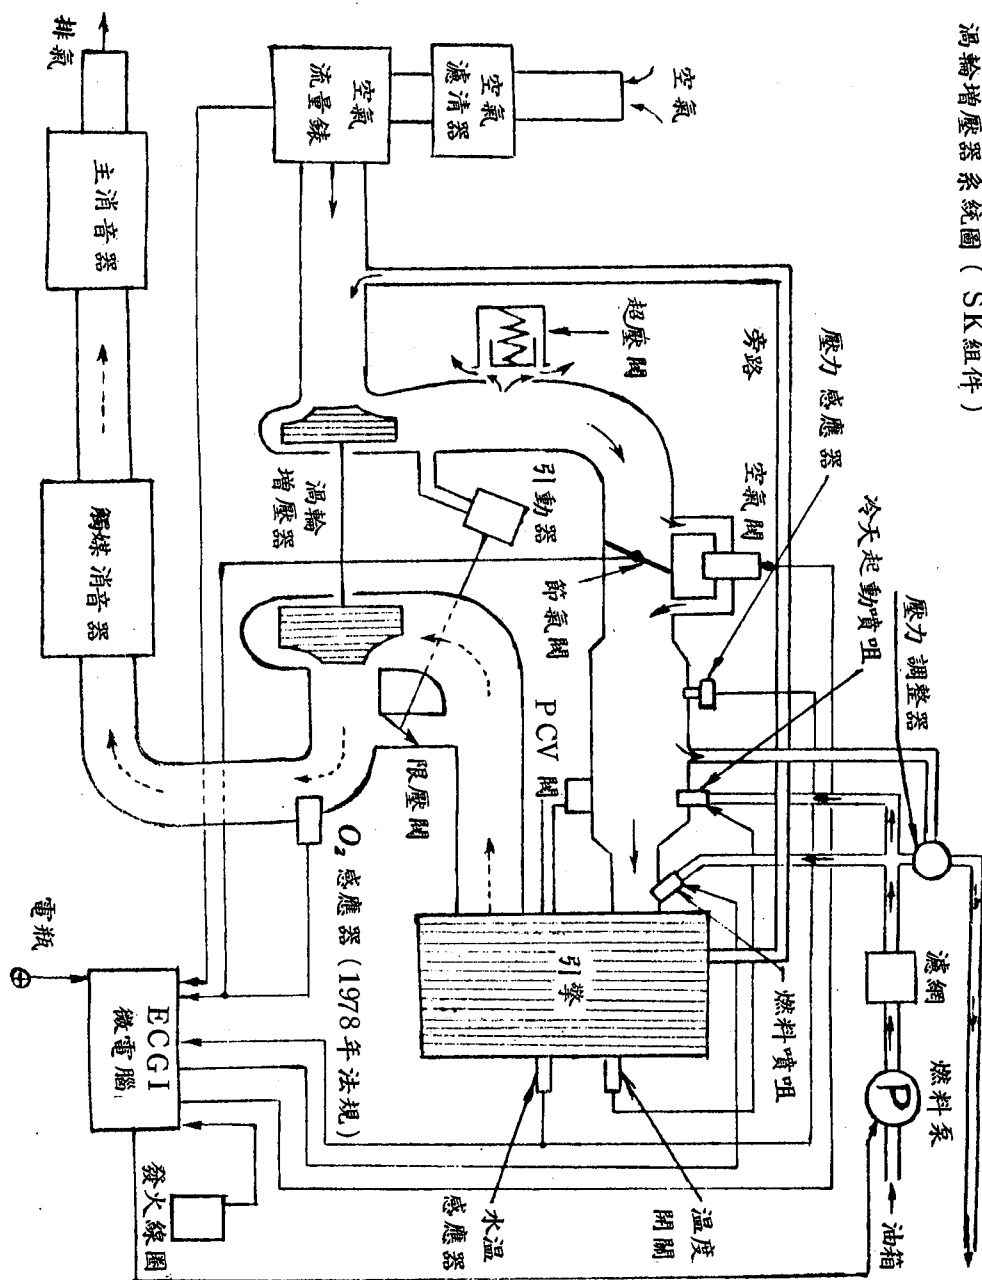 渦輪增壓器系統圖(SK組件)
空氣
空氣
濾清器
空氣
流量錶
排氣
主消音器
觸媒消音器
超壓閥
旁路
壓力感應器
空氣閥
冷天起動噴咀
壓力調整器
渦輪
增壓器
引動器
節氣閥
PCV閥
限壓閥
O₂感應器(1978年法規)
引擎
燃料噴咀
濾網
燃料泵
P
油箱
電瓶
ECGI
微電腦
發火線圈
水溫
感應器
溫度
開關